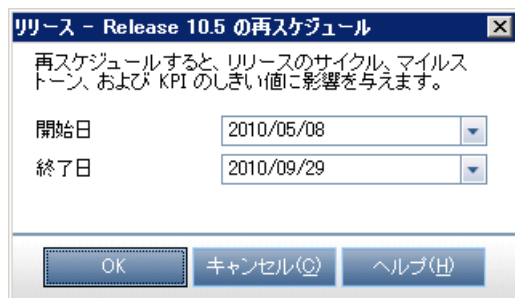 リリース - Release 10.5 の再スケジュール
再スケジュールすると、リリースのサイクル、マイルス
トーン、および KPI のしきい値に影響を与えます。
開始日 2010/05/08
終了日 2010/09/29
OK キャンセル(C) ヘルプ(H)